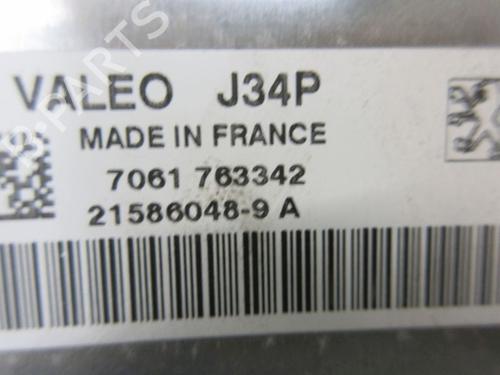 VALEO J34P
MADE IN FRANCE
7061 763342
21586048-9 A